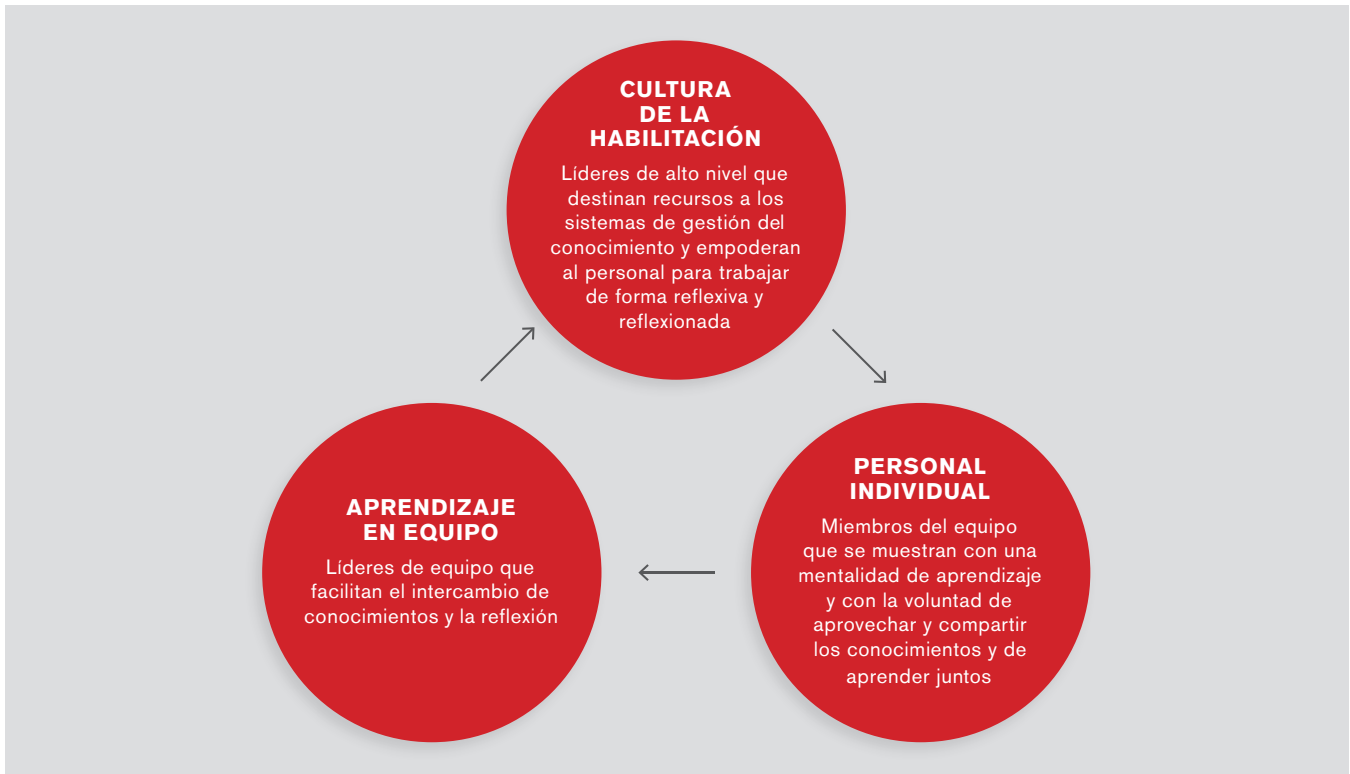 CULTURA
DE LA
HABILITACIÓN
Líderes de alto nivel que
destinan recursos a los
sistemas de gestión del
conocimiento y empoderan
al personal para trabajar
de forma reflexiva y
reflexionada
PERSONAL
INDIVIDUAL
Miembros del equipo
que se muestran con una
mentalidad de aprendizaje
y con la voluntad de
aprovechar y compartir
los conocimientos y de
aprender juntos
APRENDIZAJE
EN EQUIPO
Líderes de equipo que
facilitan el intercambio de
conocimientos y la reflexión